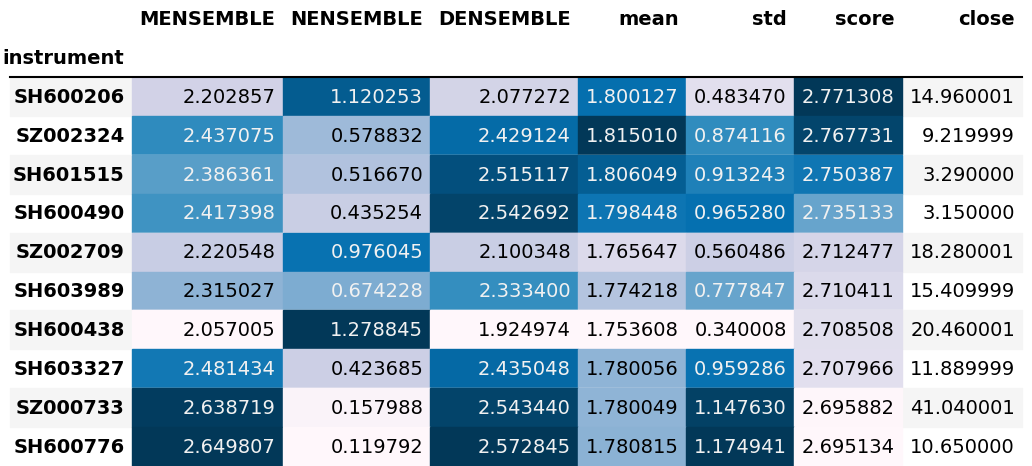 MENSEMBLE NENSEMBLE DENSEMBLE mean std score close
instrument
SH600206 2.202857 1.120253 2.077272 1.800127 0.483470 2.771308 14.960001
SZ002324 2.437075 0.578832 2.429124 1.815010 0.874116 2.767731 9.219999
SH601515 2.386361 0.516670 2.515117 1.806049 0.913243 2.750387 3.290000
SH600490 2.417398 0.435254 2.542692 1.798448 0.965280 2.735133 3.150000
SZ002709 2.220548 0.976045 2.100348 1.765647 0.560486 2.712477 18.280001
SH603989 2.315027 0.674228 2.333400 1.774218 0.777847 2.710411 15.409999
SH600438 2.057005 1.278845 1.924974 1.753608 0.340008 2.708508 20.460001
SH603327 2.481434 0.423685 2.435048 1.780056 0.959286 2.707966 11.889999
SZ000733 2.638719 0.157988 2.543440 1.780049 1.147630 2.695882 41.040001
SH600776 2.649807 0.119792 2.572845 1.780815 1.174941 2.695134 10.650000